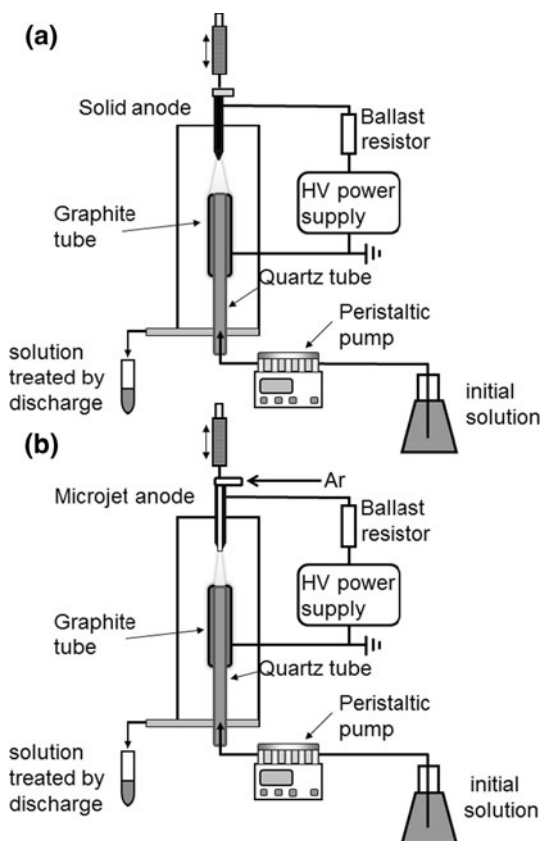 (a)
Solid anode
Ballast
resistor
HV power
supply
Graphite
tube
Quartz tube
Peristaltic
pump
solution
treated by
discharge
initial
solution
(b)
Ar
Microjet anode
Ballast
resistor
HV power
supply
Graphite
tube
Quartz tube
Peristaltic
pump
solution
treated by
discharge
initial
solution